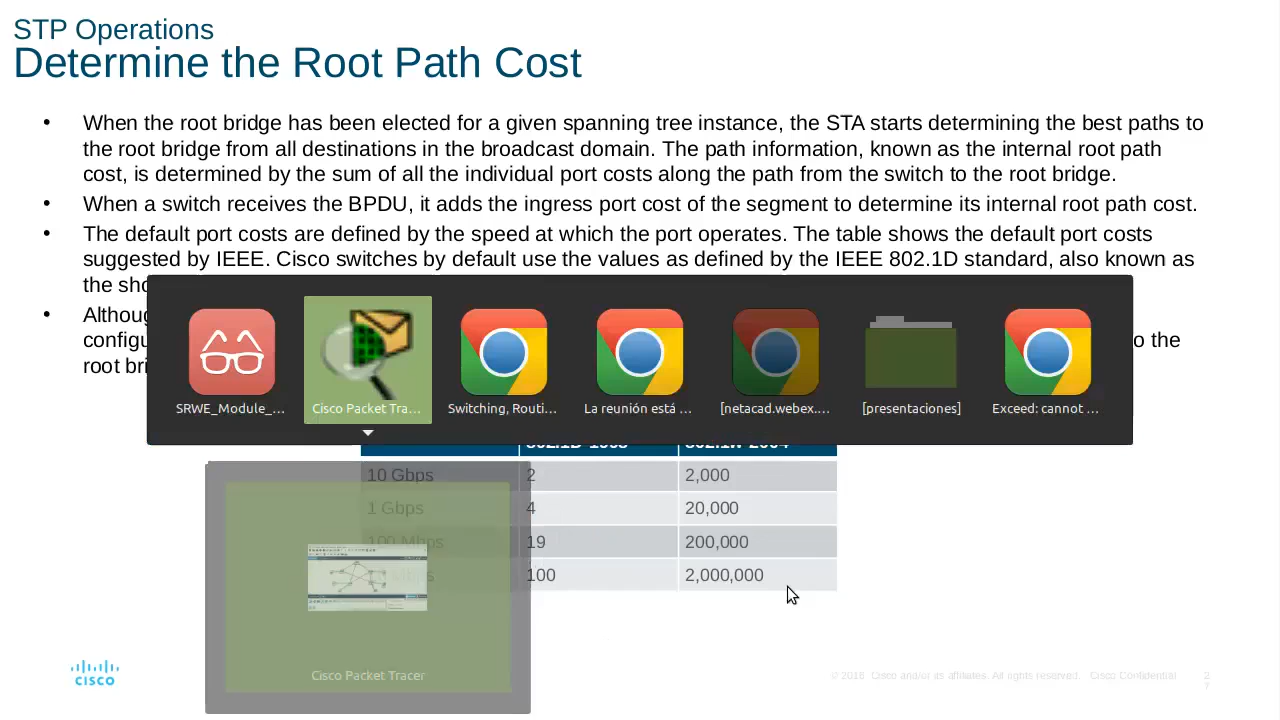 STP Operations
Determine the Root Path Cost
• When the root bridge has been elected for a given spanning tree instance, the STA starts determining the best paths to
the root bridge from all destinations in the broadcast domain. The path information, known as the internal root path
cost, is determined by the sum of all the individual port costs along the path from the switch to the root bridge.
• When a switch receives the BPDU, it adds the ingress port cost of the segment to determine its internal root path cost.
• The default port costs are defined by the speed at which the port operates. The table shows the default port costs
suggested by IEEE. Cisco switches by default use the values as defined by the IEEE 802.1D standard, also known as
the sho
• Althoug
configu o the
root bri
SRWE_Module_... Cisco Packet Tra... Switching, Routi... La reunión está ... [netacad.webex.... [presentaciones] Exceed: cannot ...
10 Gbps 2 2,000
1 Gbps 4 20,000
100 Mbps 19 200,000
100 2,000,000
Cisco Packet Tracer
CISCO
© 2016 Cisco and/or its affiliates. All rights reserved. Cisco Confidential
2
7